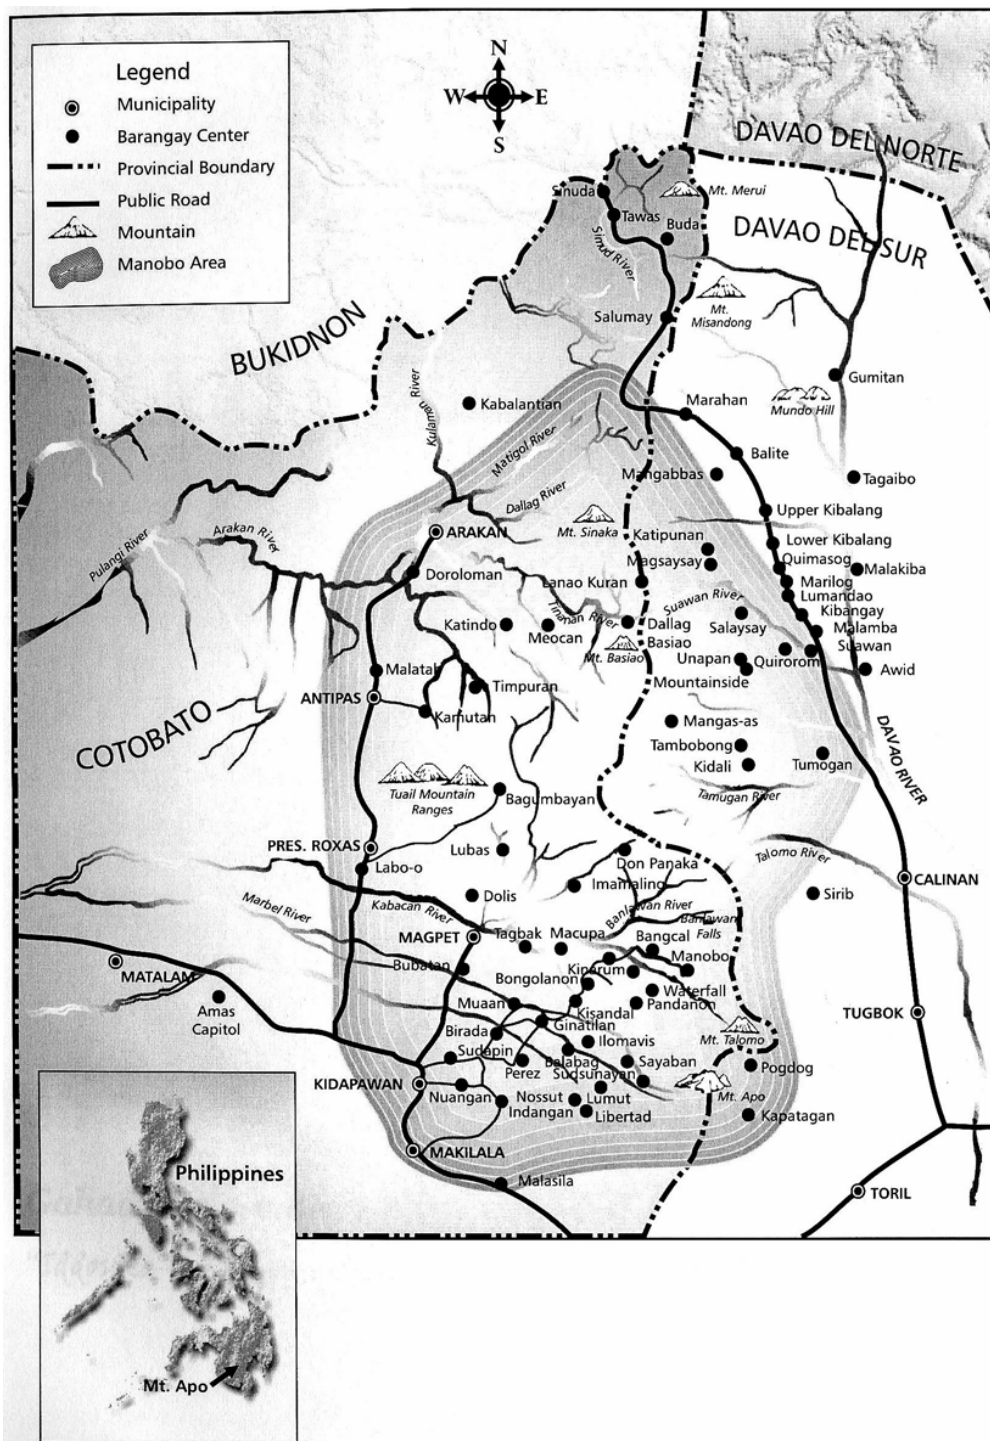 Legend
Municipality
Barangay Center
Provincial Boundary
Public Road
Mountain
Manobo Area
N
W
E
S
DAVAO DEL NORTE
DAVAO DEL SUR
BUKIDNON
COTOBATO
Sinuda
Mt. Merui
Tawas
Buda
Simud River
Mt.
Misandong
Salumay
Gumitan
Mundo Hill
Kulaman River
Kabalantian
Marahan
Matigol River
Balite
Mangabbas
Tagaibo
Dallag River
Upper Kibalang
Mt. Sinaka
Arakan River
Pulangi River
ARAKAN
Katipunan
Lower Kibalang
Magsaysay
Quimasog
Malakiba
Doroloman
Lanao Kuran
Marilog
Suawan River
Lumandao
Tinanan River
Kibangay
Katindo
Meocan
Dallag
Basiao
Salaysay
Malamba
Mt. Basiao
Suawan
Unapan
Quirorom
Awid
Malatab
Mountainside
Timpuran
ANTIPAS
Kamutan
Mangas-as
DAVAO RIVER
Tambobong
Kidali
Tumogan
Tuail Mountain
Ranges
Bagumbayan
Tamugan River
PRES. ROXAS
Lubas
Don Panaka
Talomo River
Labo-o
Imamaling
CALINAN
Dolis
Sirib
Kabacan River
Marbel River
Banlawan River
Banlawan
Falls
MAGPET
Tagbak
Macupa
Bangcal
Manobo
MATALAM
Bubatan
Kinarum
Bongolanon
Waterfall
Amas
Capitol
Muaan
Kisandal
Pandanon
TUGBOK
Ginatilan
Mt. Talomo
Birada
Ilomavis
Sudapin
Balabag
Sayaban
Pogdog
Perez
Sudsunayan
KIDAPAWAN
Nuangan
Nossut
Lumut
Mt. Apo
Indangan
Libertad
Kapatagan
MAKILALA
Malasila
TORIL
Philippines
Mt. Apo